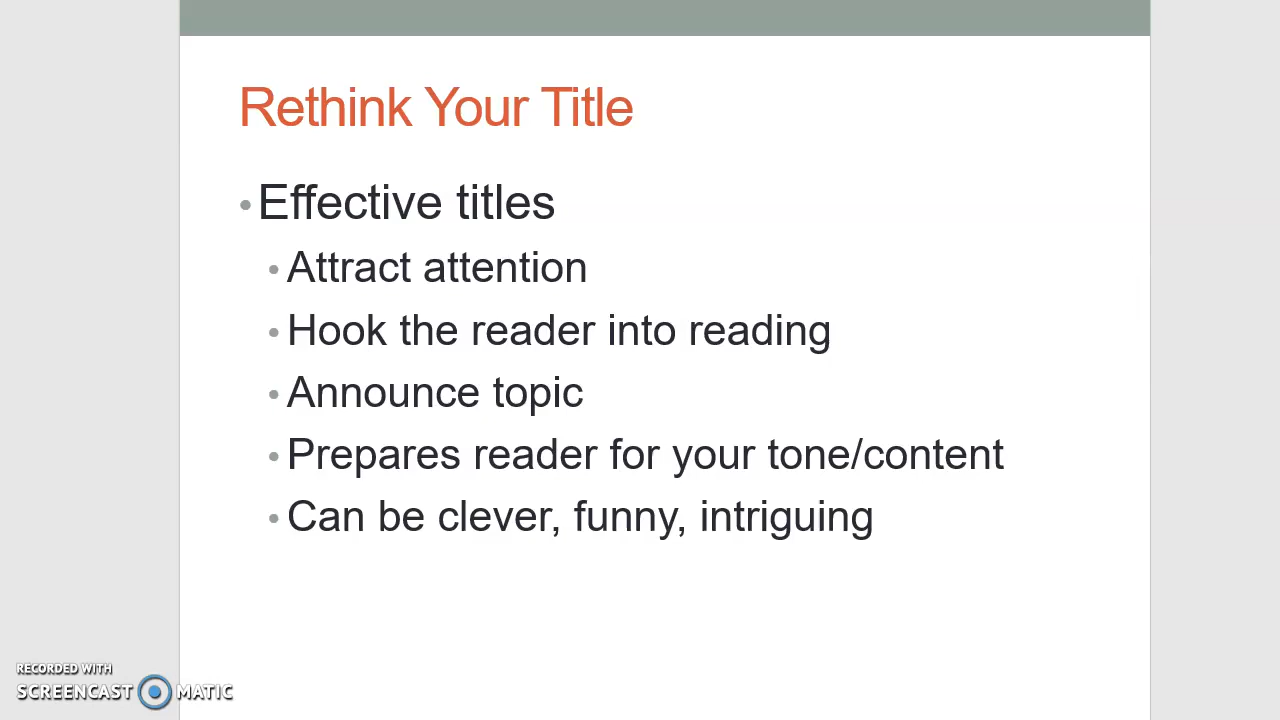 Rethink Your Title
• Effective titles
• Attract attention
• Hook the reader into reading
• Announce topic
• Prepares reader for your tone/content
• Can be clever, funny, intriguing
RECORDED WITH
SCREENCAST MATIC